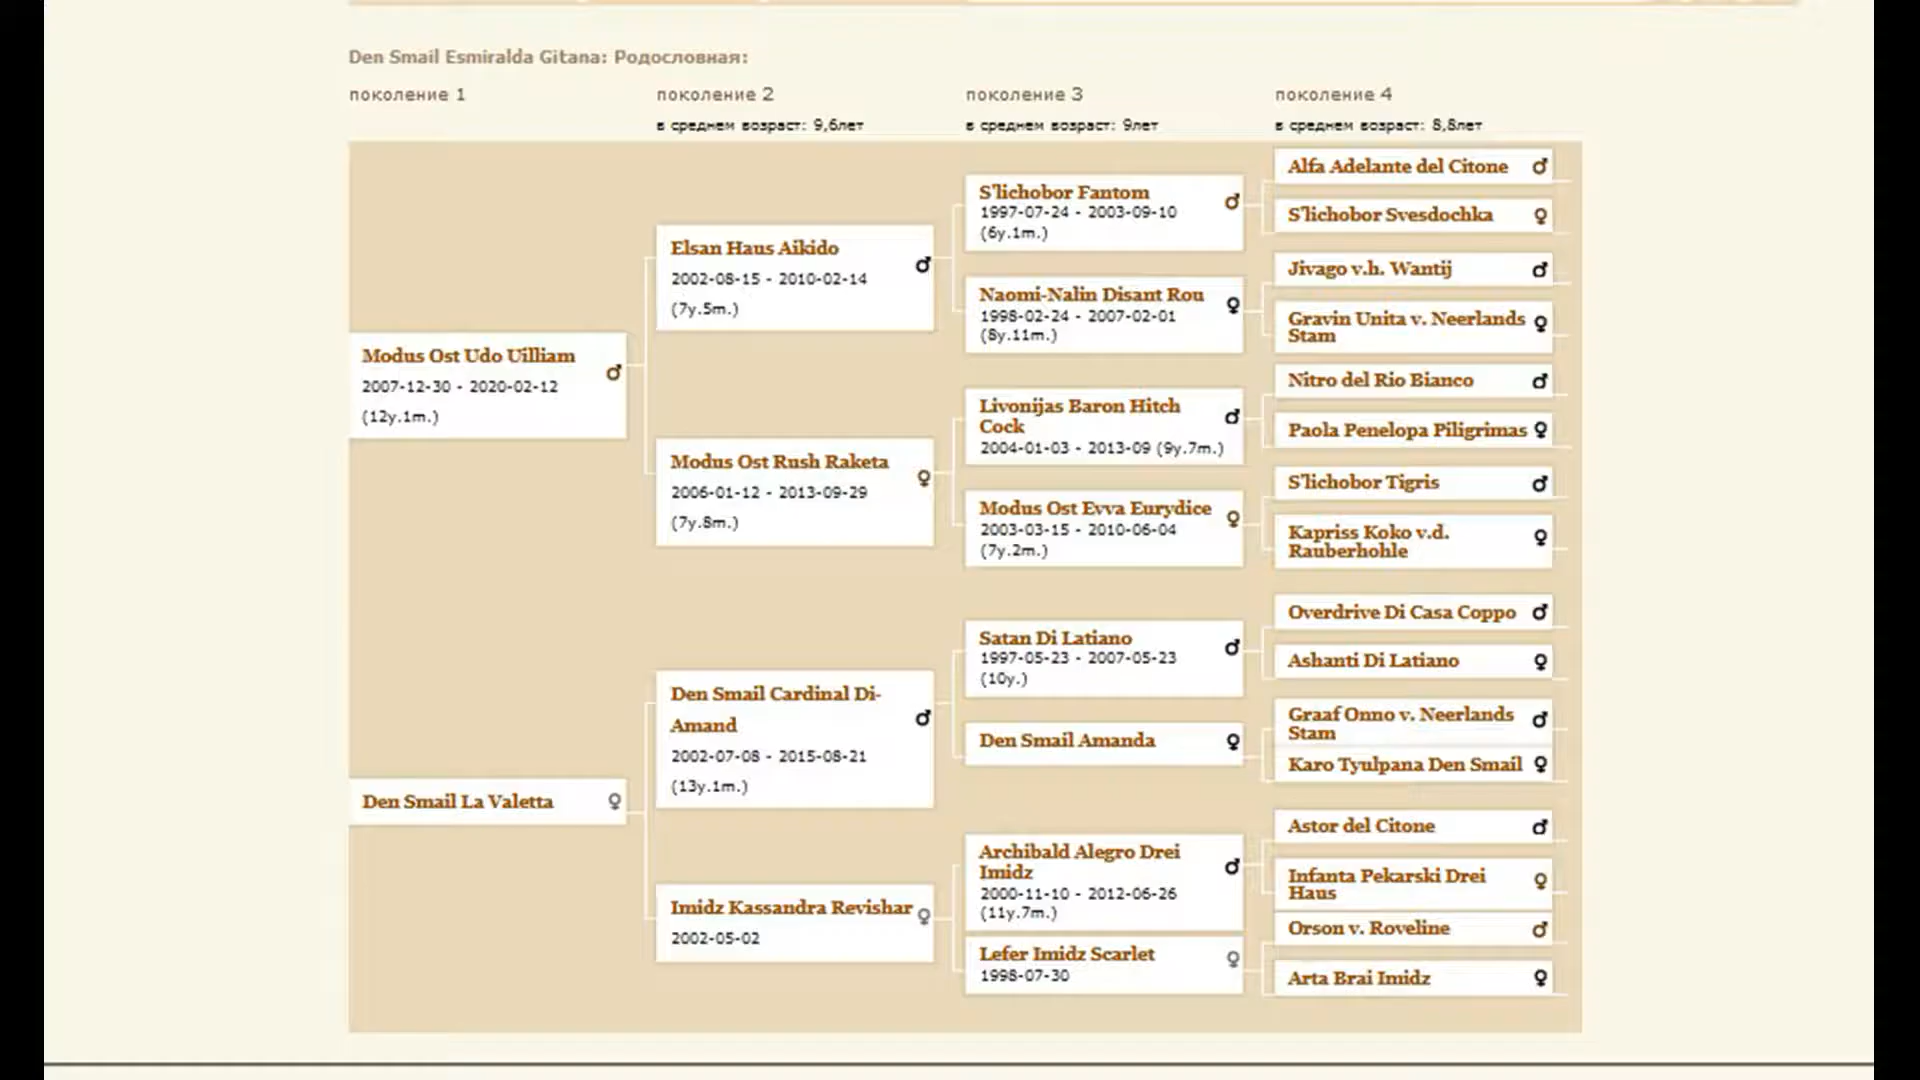 Den Smail Esmiralda Gitana: Родословная:
поколение 1
поколение 2
поколение 3
поколение 4
в среднем возраст: 9,6лет
в среднем возраст: 9лет
в среднем возраст: 8,8лет
Modus Ost Udo Uilliam ♂
2007-12-30 - 2020-02-12
(12y.1m.)
Den Smail La Valetta ♀
Elsan Haus Aikido ♂
2002-08-15 - 2010-02-14
(7y.5m.)
Modus Ost Rush Raketa ♀
2006-01-12 - 2013-09-29
(7y.8m.)
Den Smail Cardinal Di-
Amand ♂
2002-07-08 - 2015-08-21
(13y.1m.)
Imidz Kassandra Revishar ♀
2002-05-02
S'lichobor Fantom ♂
1997-07-24 - 2003-09-10
(6y.1m.)
Naomi-Nalin Disant Rou ♀
1998-02-24 - 2007-02-01
(8y.11m.)
Livonijas Baron Hitch
Cock ♂
2004-01-03 - 2013-09 (9y.7m.)
Modus Ost Evva Eurydice ♀
2003-03-15 - 2010-06-04
(7y.2m.)
Satan Di Latiano ♂
1997-05-23 - 2007-05-23
(10y.)
Den Smail Amanda ♀
Archibald Alegro Drei
Imidz ♂
2000-11-10 - 2012-06-26
(11y.7m.)
Lefer Imidz Scarlet ♀
1998-07-30
Alfa Adelante del Citone ♂
S'lichobor Svesdochka ♀
Jivago v.h. Wantij ♂
Gravin Unita v. Neerlands
Stam ♀
Nitro del Rio Bianco ♂
Paola Penelopa Piligrimas ♀
S'lichobor Tigris ♂
Kapriss Koko v.d.
Rauberhohle ♀
Overdrive Di Casa Coppo ♂
Ashanti Di Latiano ♀
Graaf Onno v. Neerlands
Stam ♂
Karo Tyulpana Den Smail ♀
Astor del Citone ♂
Infanta Pekarski Drei
Haus ♀
Orson v. Roveline ♂
Arta Brai Imidz ♀